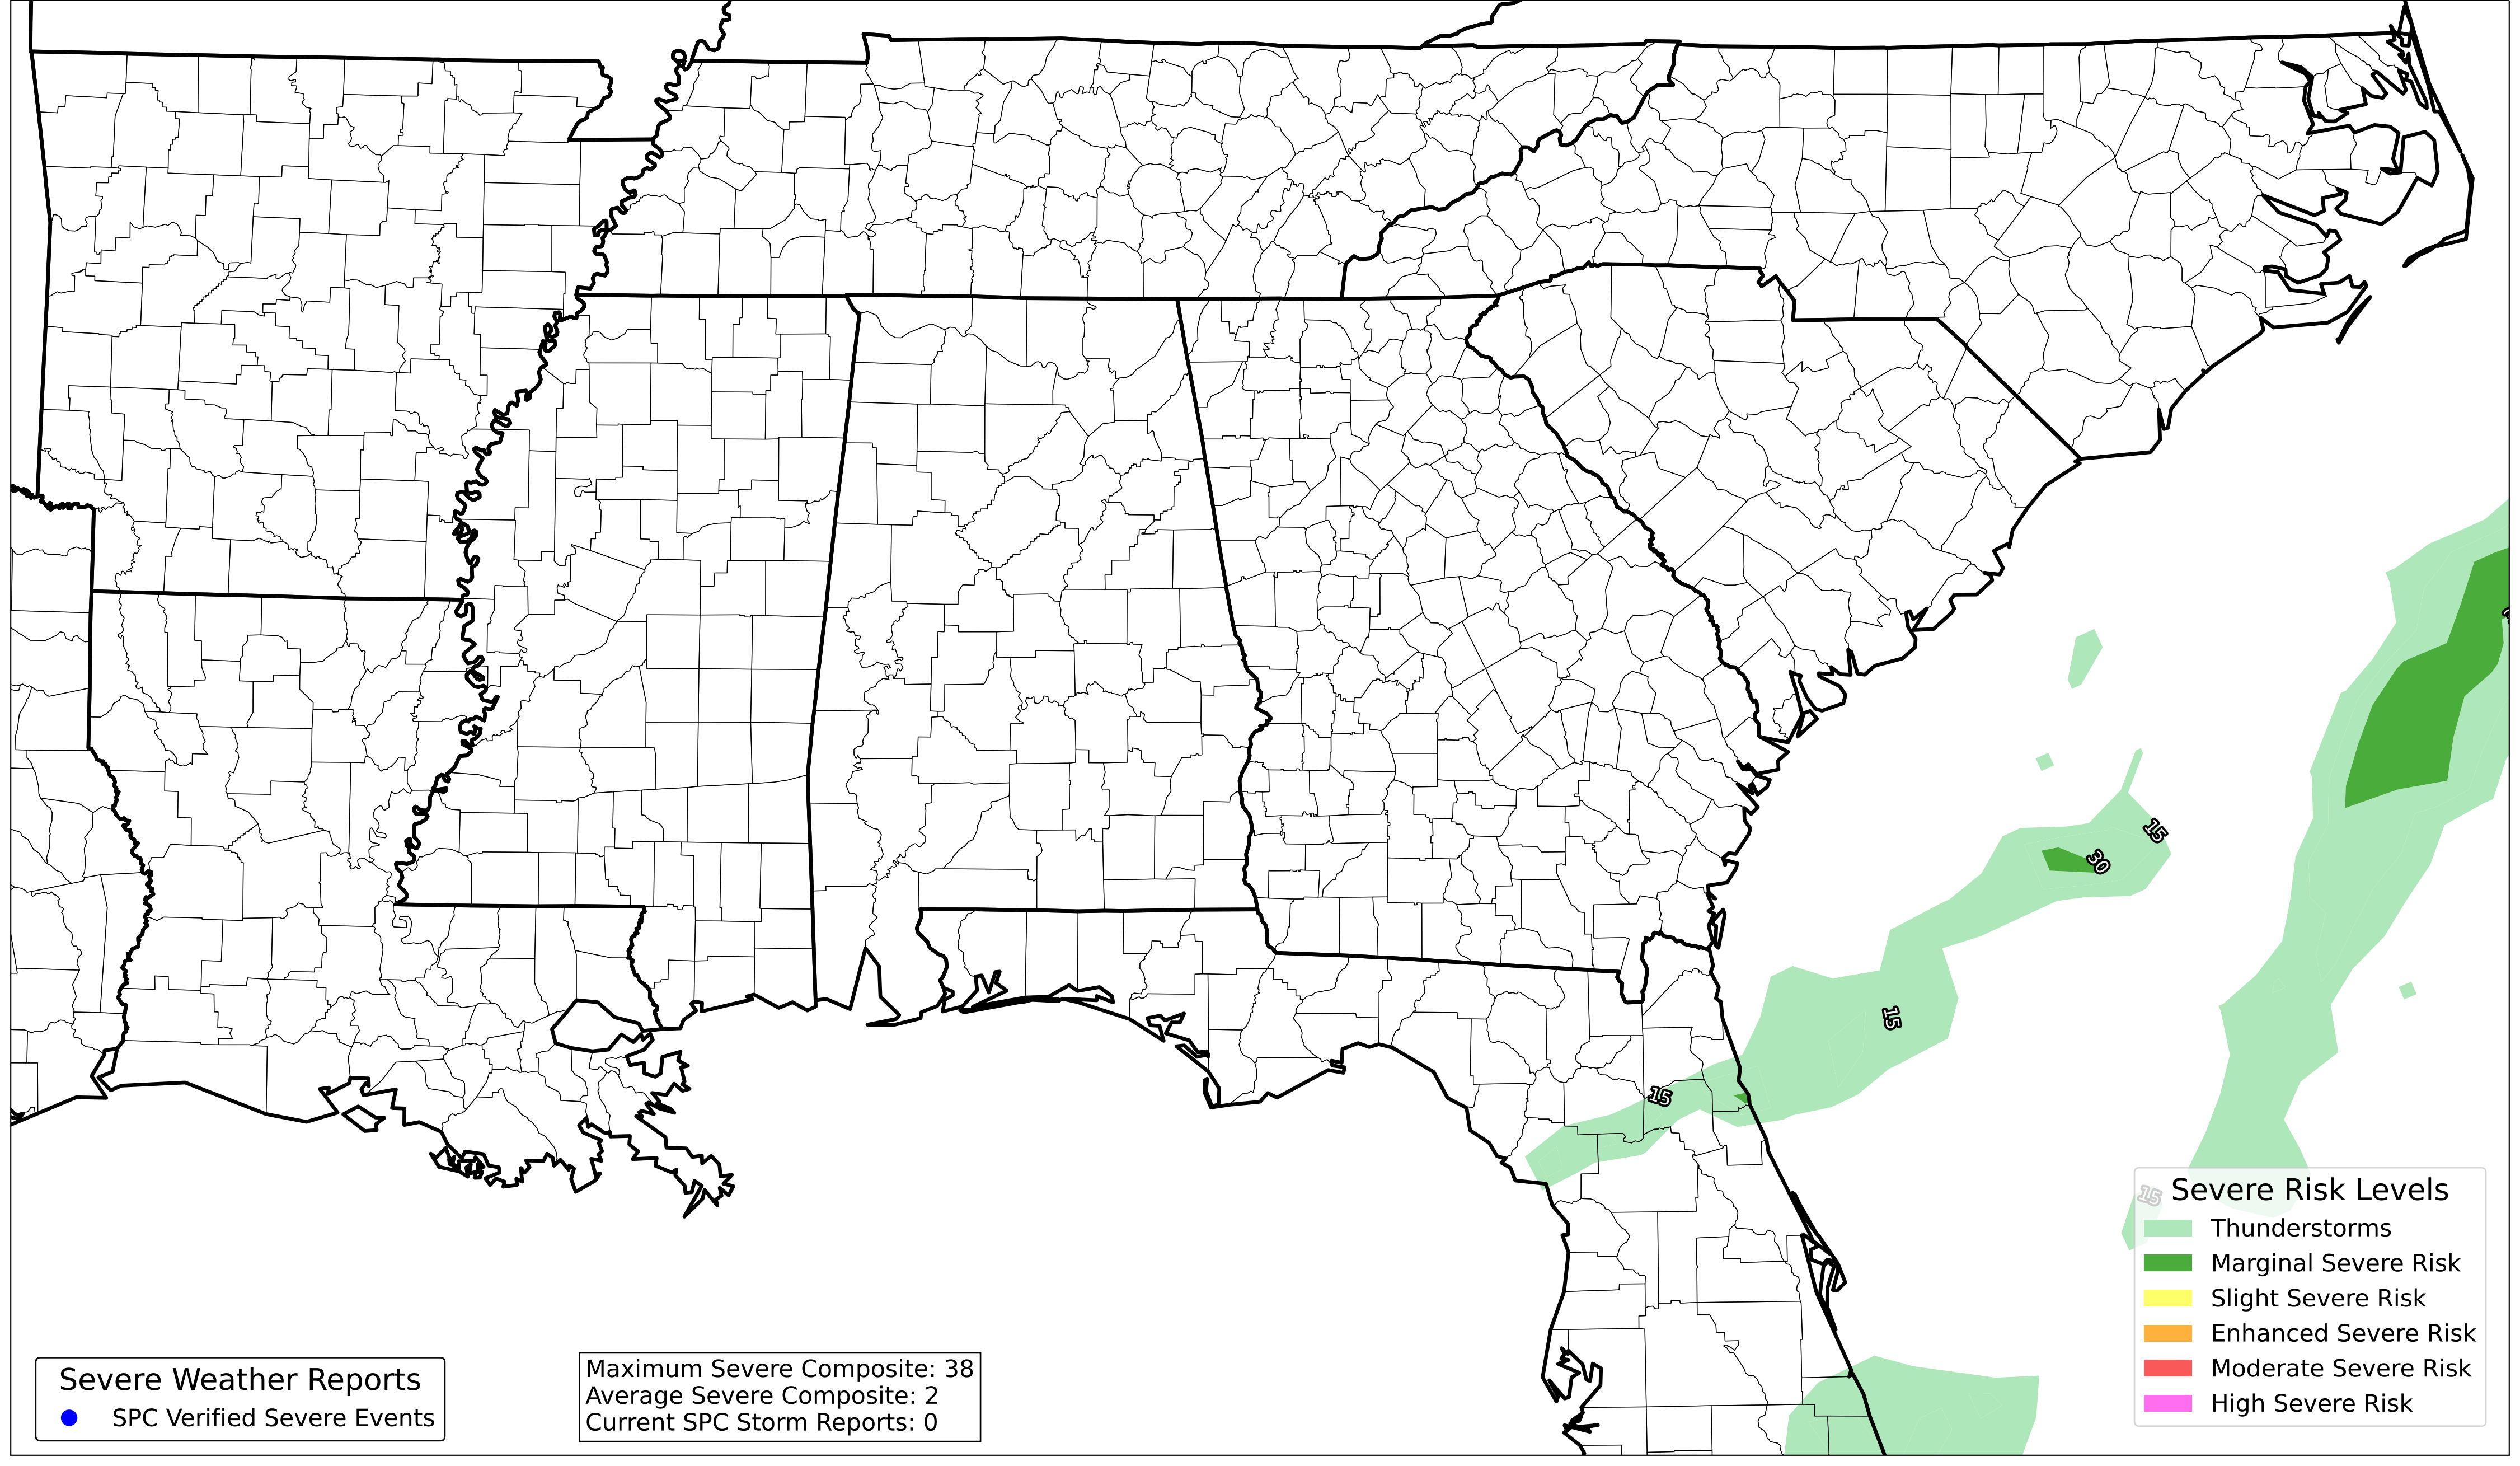 15
30
15
15
15
Severe Risk Levels
Thunderstorms
Marginal Severe Risk
Slight Severe Risk
Enhanced Severe Risk
Moderate Severe Risk
High Severe Risk
Severe Weather Reports
SPC Verified Severe Events
Maximum Severe Composite: 38
Average Severe Composite: 2
Current SPC Storm Reports: 0